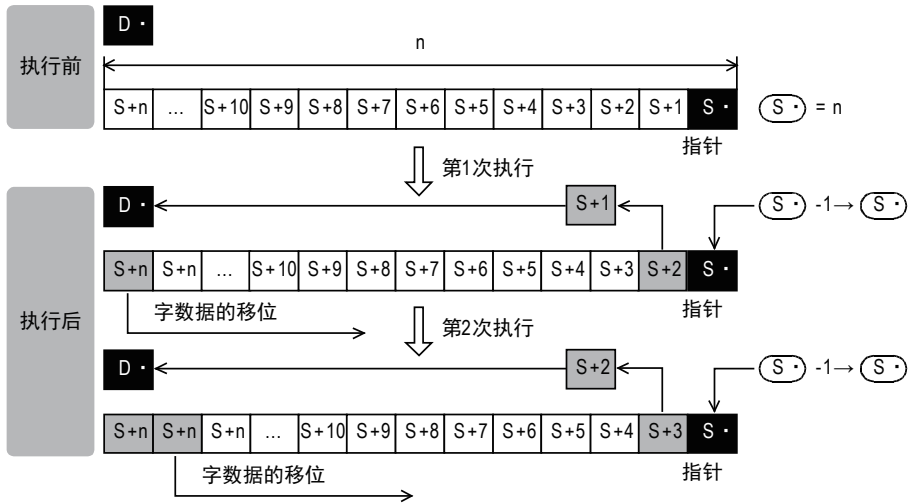 执行前
D・
n
S+n ... S+10 S+9 S+8 S+7 S+6 S+5 S+4 S+3 S+2 S+1 S・ S・ = n
指针
第1次执行
执行后
D・ S+1 S・ -1→ S・
S+n S+n ... S+10 S+9 S+8 S+7 S+6 S+5 S+4 S+3 S+2 S・
字数据的移位 指针
第2次执行
D・ S+2 S・ -1→ S・
S+n S+n S+n ... S+10 S+9 S+8 S+7 S+6 S+5 S+4 S+3 S・
字数据的移位 指针